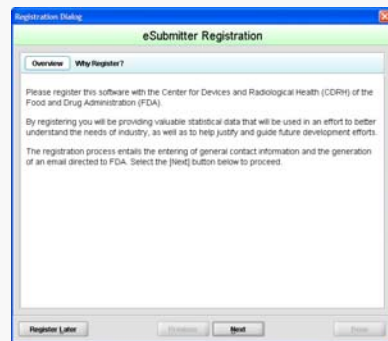 Registration Dialog
eSubmitter Registration
Overview Why Register?
Please register this software with the Center for Devices and Radiological Health (CDRH) of the
Food and Drug Administration (FDA).
By registering you will be providing valuable statistical data that will be used in an effort to better
understand the needs of industry, as well as to help justify and guide future development efforts.
The registration process entails the entering of general contact information and the generation
of an email directed to FDA. Select the [Next] button below to proceed.
Register Later Previous Next